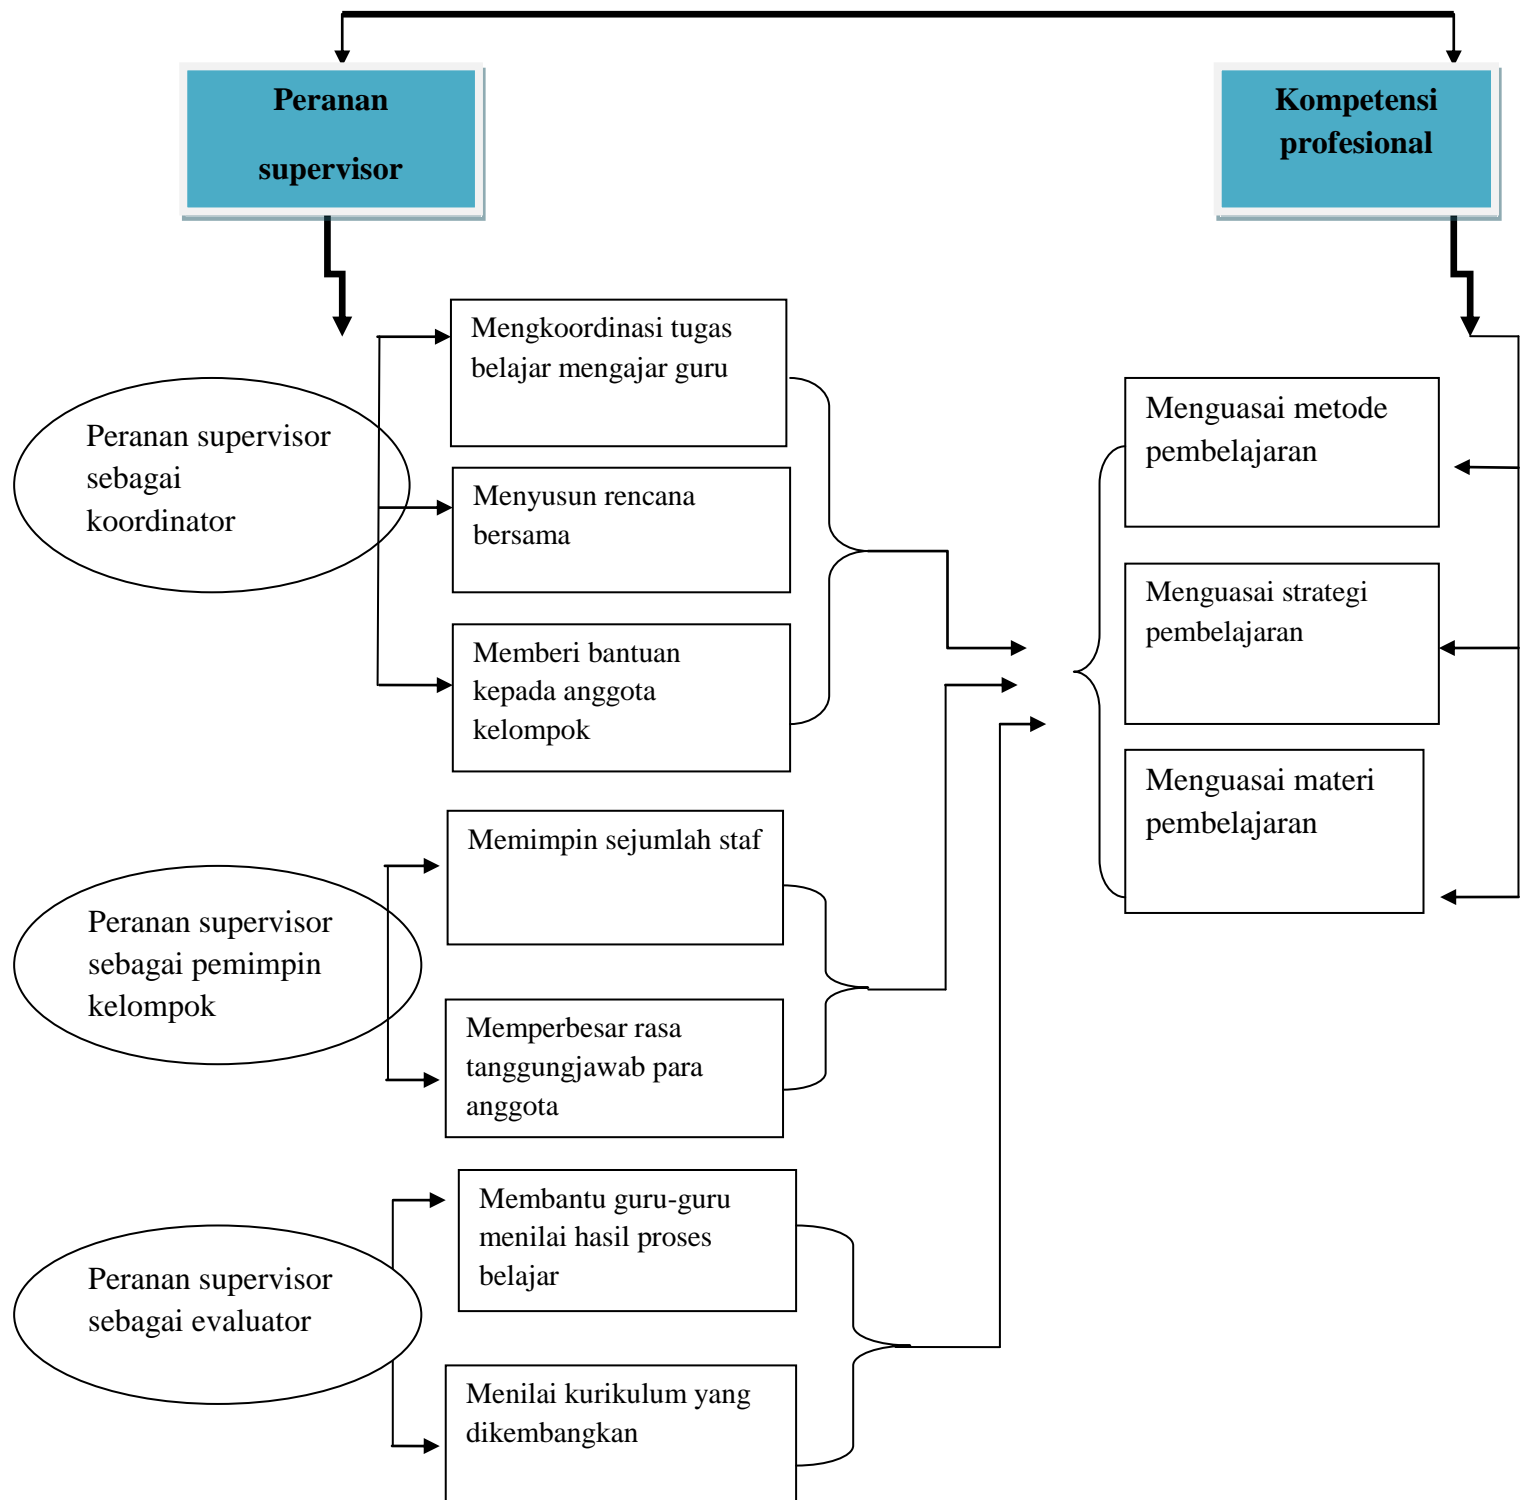 Peranan
supervisor
Kompetensi
profesional
Mengkoordinasi tugas
belajar mengajar guru
Peranan supervisor
sebagai
koordinator
Menyusun rencana
bersama
Memberi bantuan
kepada anggota
kelompok
Menguasai metode
pembelajaran
Menguasai strategi
pembelajaran
Menguasai materi
pembelajaran
Memimpin sejumlah staf
Peranan supervisor
sebagai pemimpin
kelompok
Memperbesar rasa
tanggungjawab para
anggota
Membantu guru-guru
menilai hasil proses
belajar
Peranan supervisor
sebagai evaluator
Menilai kurikulum yang
dikembangkan